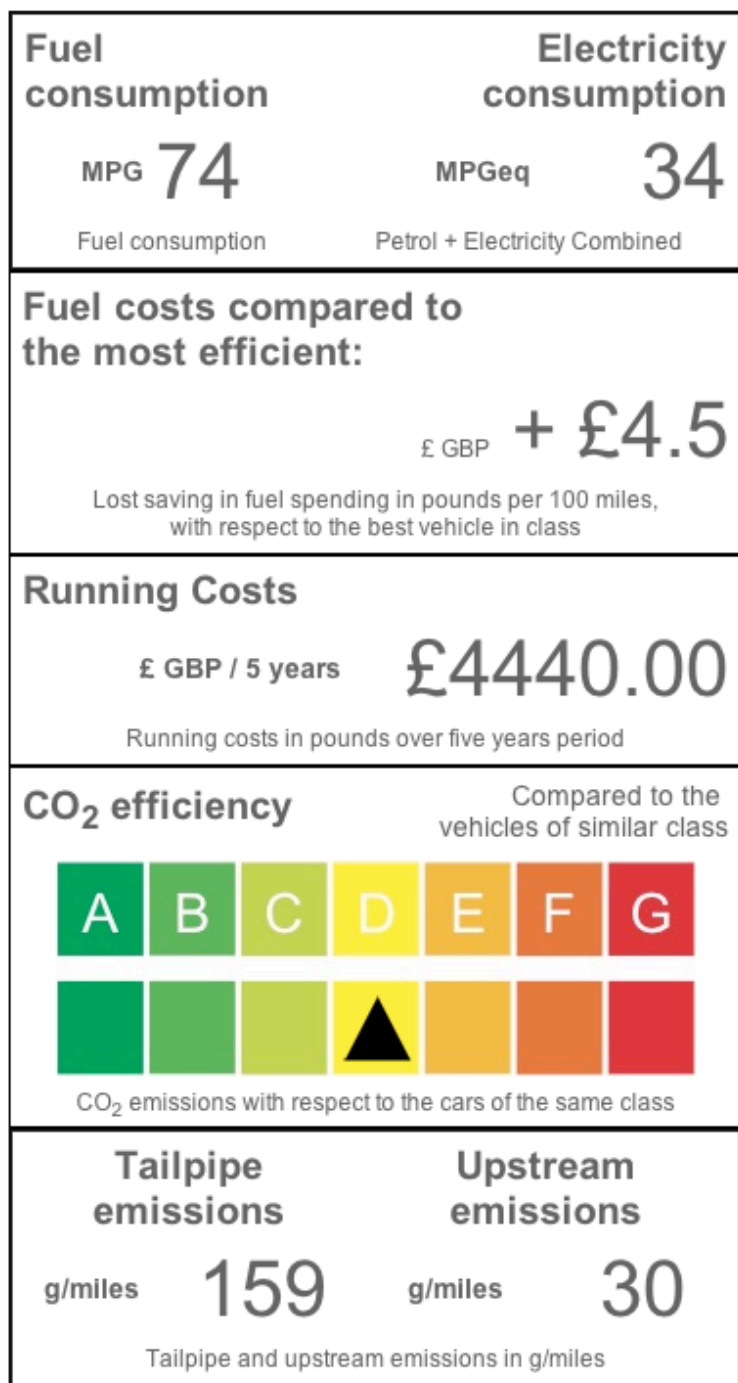 Fuel consumption
Electricity consumption
MPG 74
MPGeq 34
Fuel consumption
Petrol + Electricity Combined
Fuel costs compared to
the most efficient:
£ GBP + £4.5
Lost saving in fuel spending in pounds per 100 miles,
with respect to the best vehicle in class
Running Costs
£ GBP / 5 years £4440.00
Running costs in pounds over five years period
CO₂ efficiency
Compared to the
vehicles of similar class
A B C D E F G
CO₂ emissions with respect to the cars of the same class
Tailpipe
emissions
Upstream
emissions
g/miles 159
g/miles 30
Tailpipe and upstream emissions in g/miles